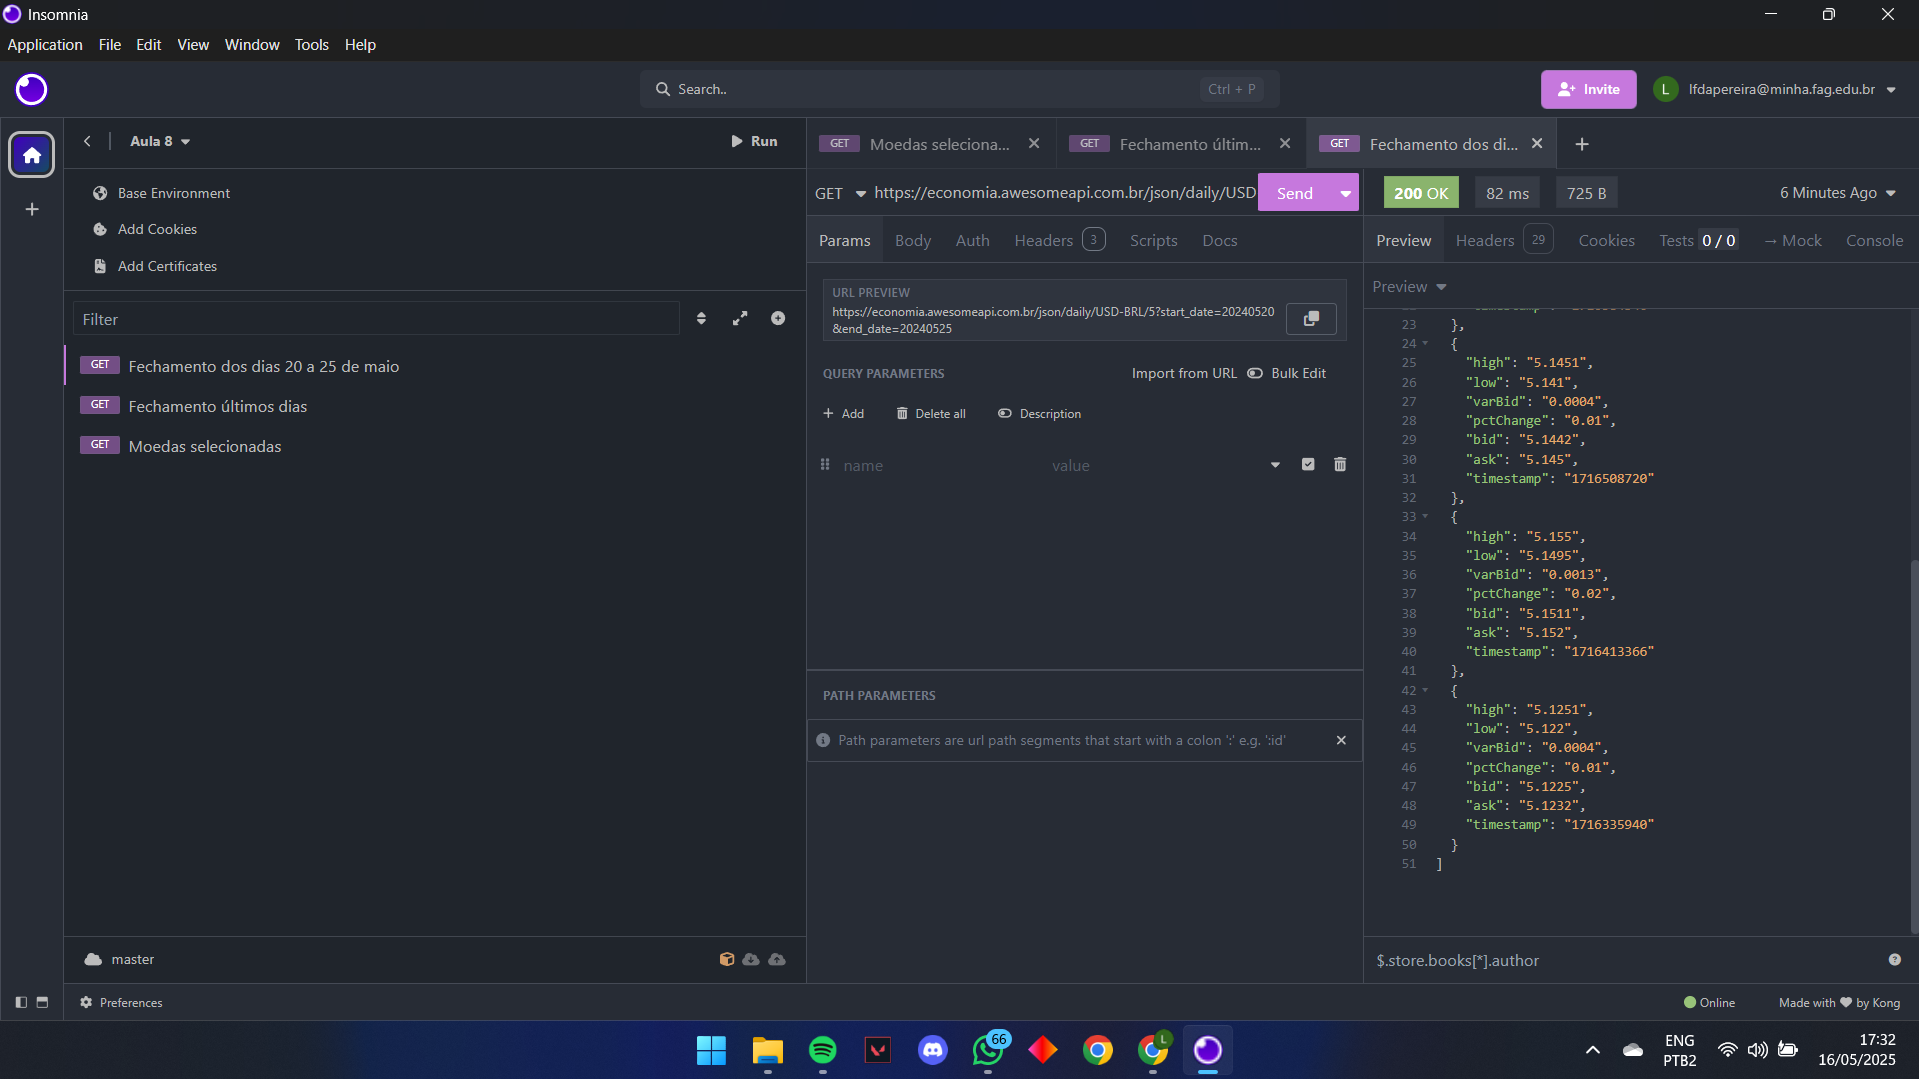 Insomnia
Application File Edit View Window Tools Help
Search.. Ctrl + P
Invite
L lfdapereira@minha.fag.edu.br
Aula 8
Run
Base Environment
Add Cookies
Add Certificates
Filter
GET Fechamento dos dias 20 a 25 de maio
GET Fechamento últimos dias
GET Moedas selecionadas
master
Preferences
GET Moedas seleciona...
GET Fechamento últim...
GET Fechamento dos di...
GET https://economia.awesomeapi.com.br/json/daily/USD
Send
Params Body Auth Headers 3 Scripts Docs
URL PREVIEW
https://economia.awesomeapi.com.br/json/daily/USD-BRL/5?start_date=20240520
&end_date=20240525
QUERY PARAMETERS
Import from URL Bulk Edit
Add Delete all Description
name value
PATH PARAMETERS
Path parameters are url path segments that start with a colon ':' e.g. ':id'
200 OK 82 ms 725 B 6 Minutes Ago
Preview Headers 29 Cookies Tests 0 / 0 → Mock Console
Preview
23 },
24 {
25 "high": "5.1451",
26 "low": "5.141",
27 "varBid": "0.0004",
28 "pctChange": "0.01",
29 "bid": "5.1442",
30 "ask": "5.145",
31 "timestamp": "1716508720"
32 },
33 {
34 "high": "5.155",
35 "low": "5.1495",
36 "varBid": "0.0013",
37 "pctChange": "0.02",
38 "bid": "5.1511",
39 "ask": "5.152",
40 "timestamp": "1716413366"
41 },
42 {
43 "high": "5.1251",
44 "low": "5.122",
45 "varBid": "0.0004",
46 "pctChange": "0.01",
47 "bid": "5.1225",
48 "ask": "5.1232",
49 "timestamp": "1716335940"
50 }
51 ]
$.store.books[*].author
Online
Made with by Kong
66
L
ENG
PTB2
17:32
16/05/2025